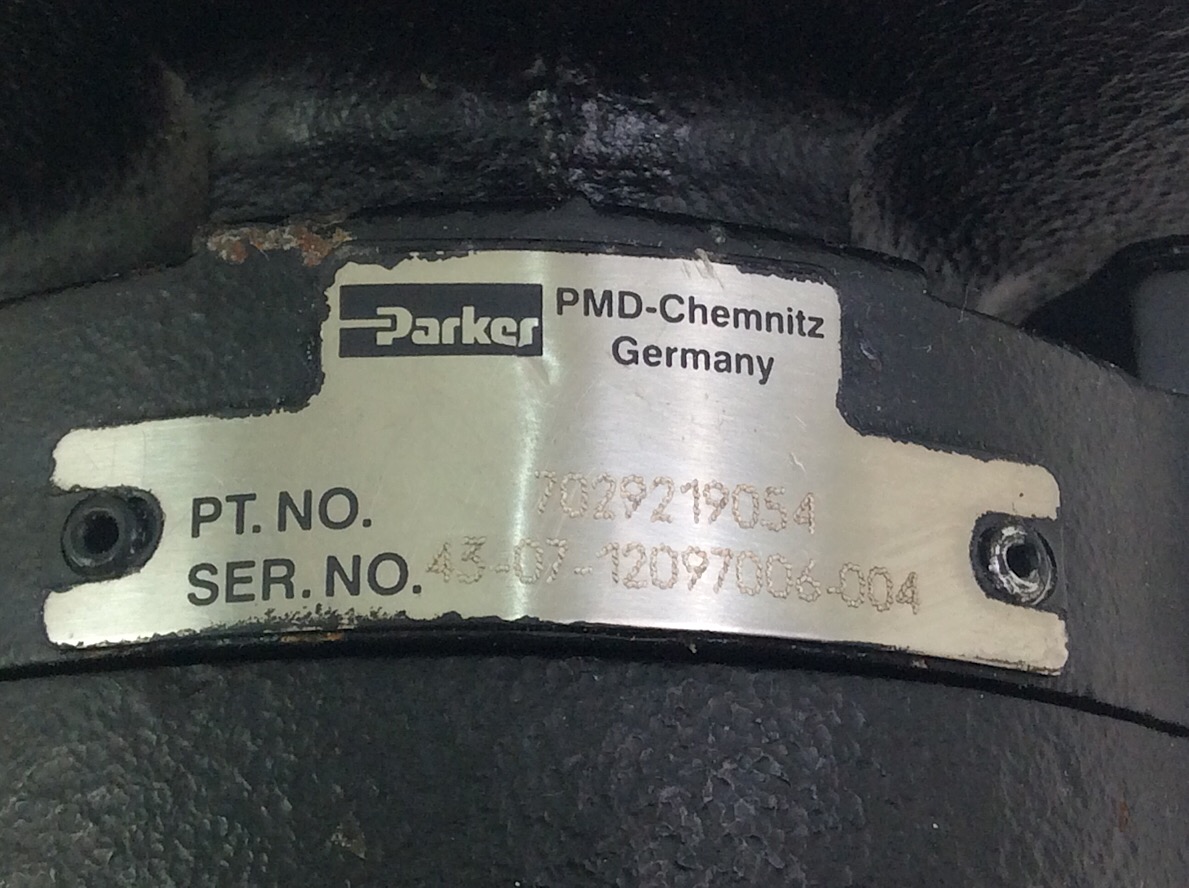 Parker PMD-Chemnitz
Germany
PT. NO. 7029219054
SER. NO. 43-07-12097006-004